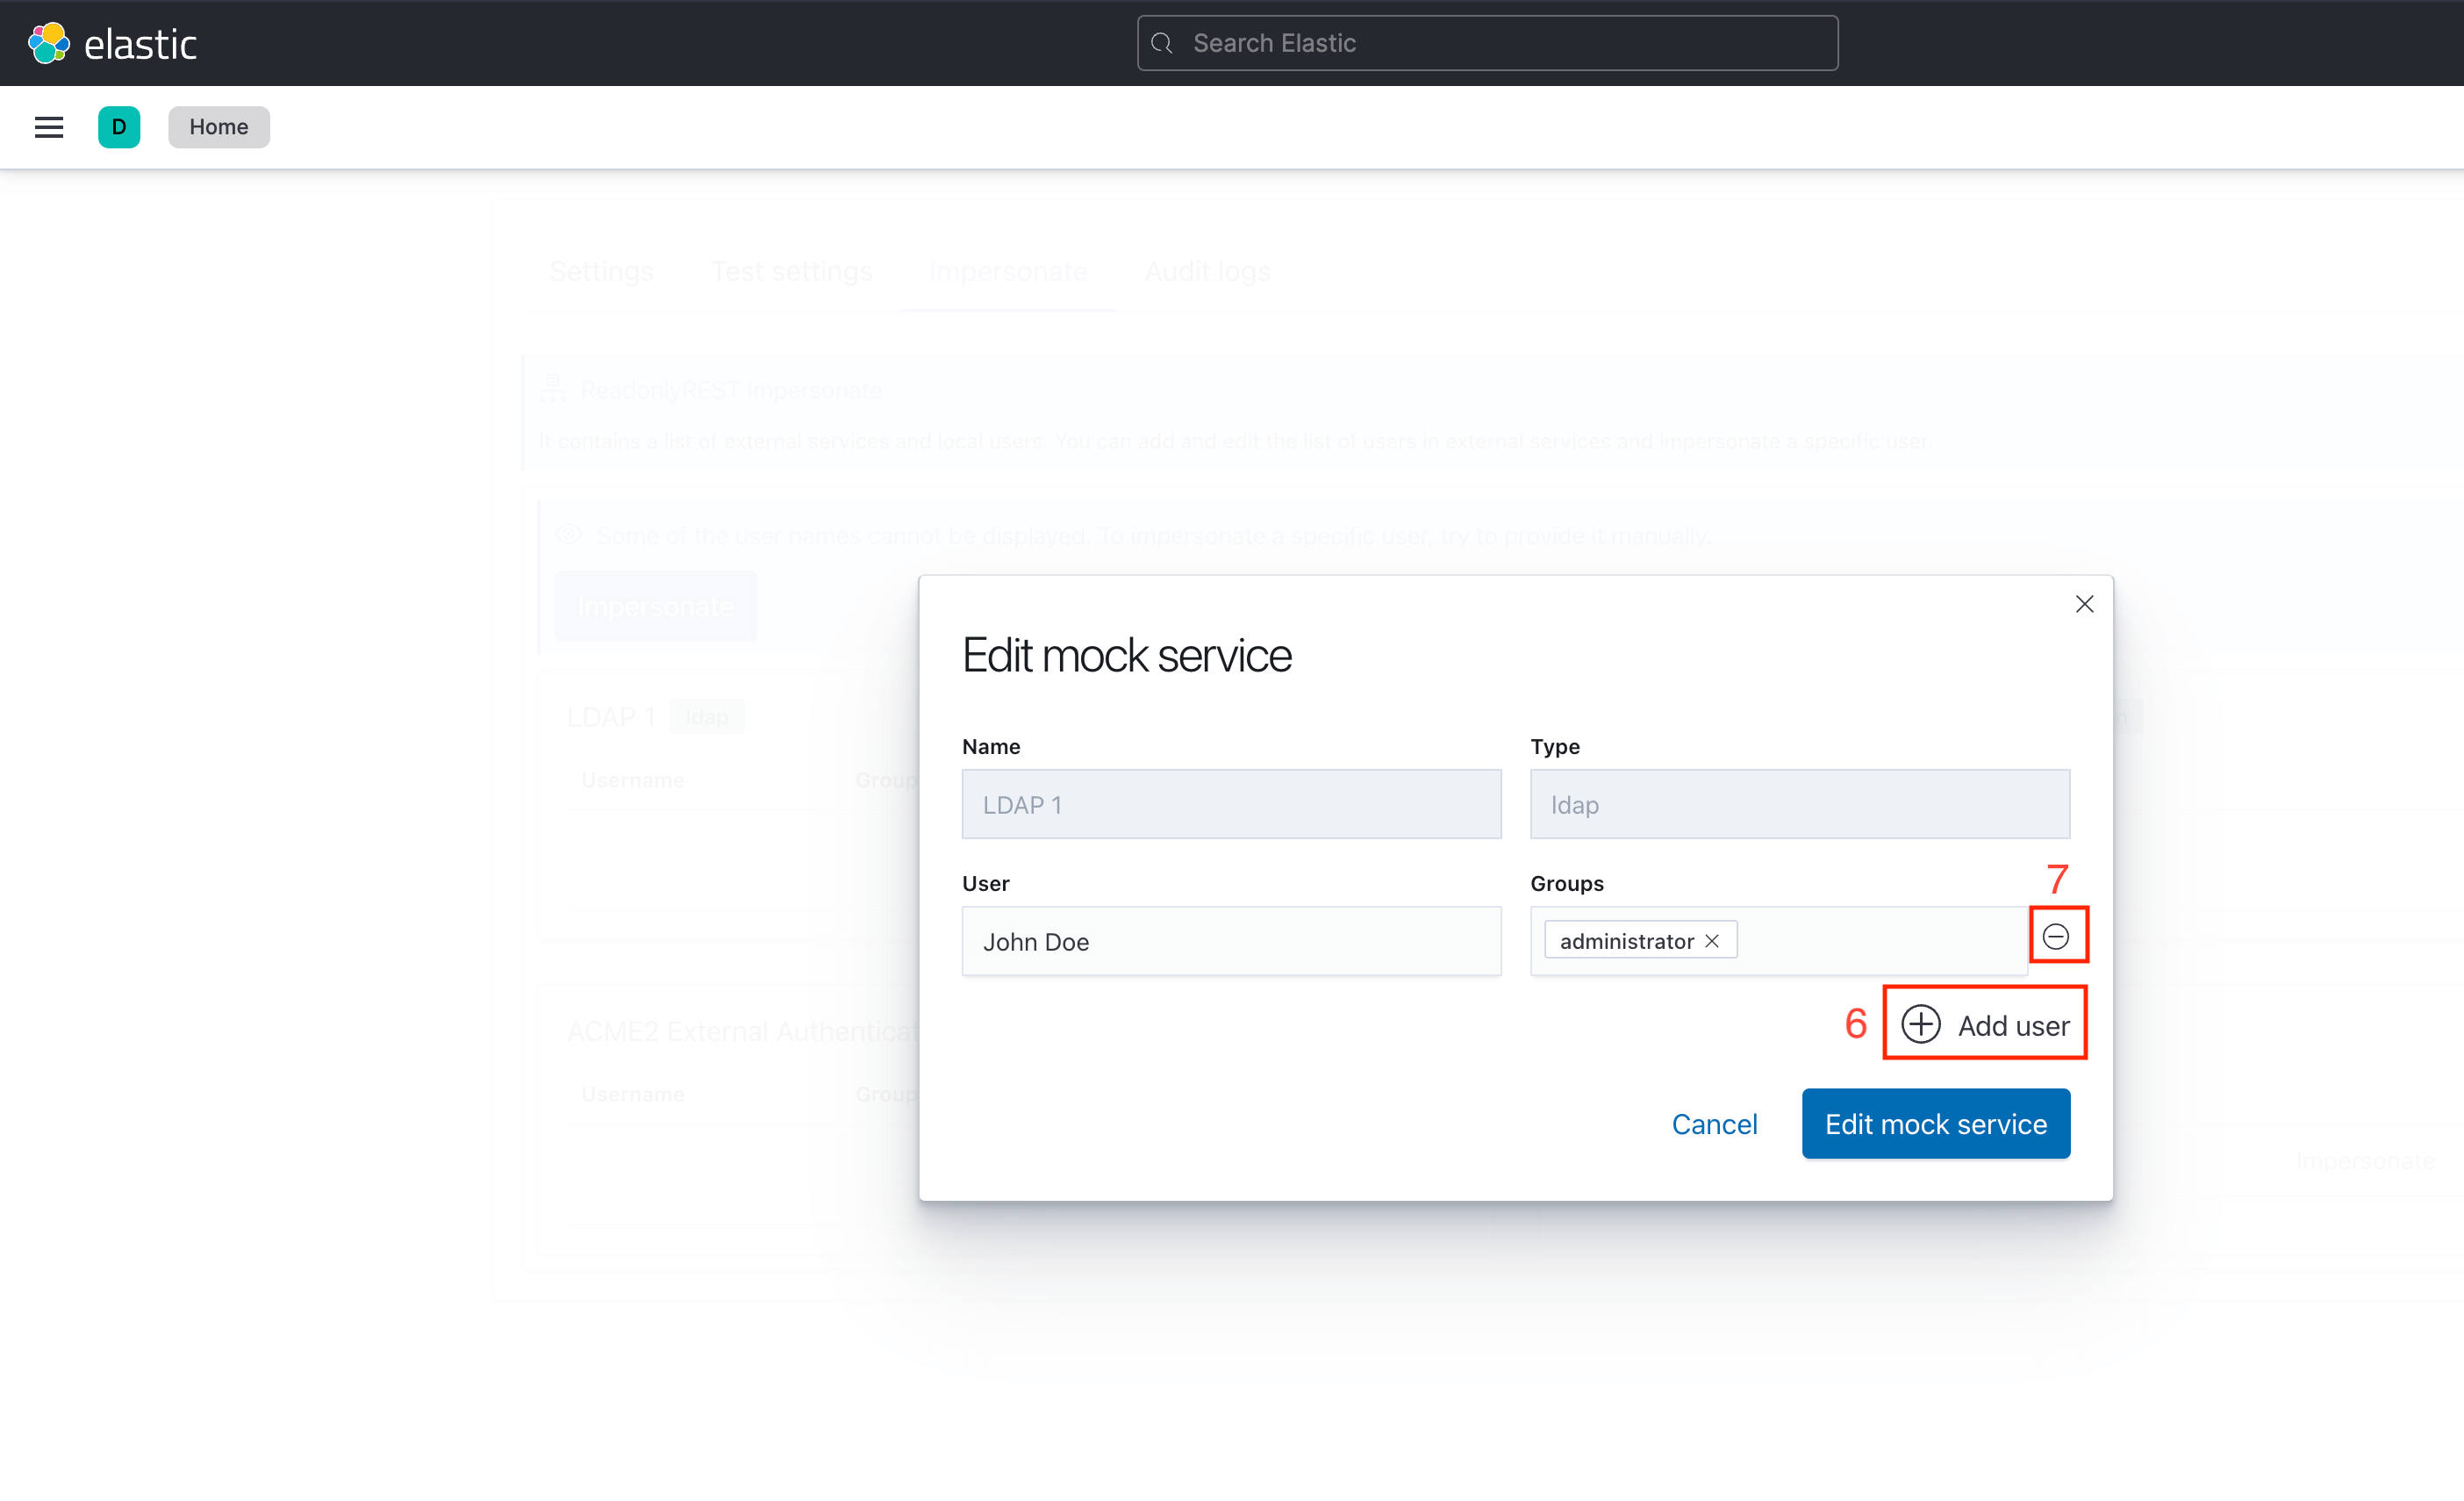 elastic
Search Elastic
D Home
Settings Test settings Impersonate Audit logs
ReadonlyREST Impersonate
It contains a list of external services and local users. You can add and edit the list of users in external services and impersonate a specific user.
Some of the user names cannot be displayed. To impersonate a specific user, try to provide it manually.
Impersonate
Edit mock service
LDAP 1 ldap
Name Type
Username
LDAP 1 ldap
User Groups 7
John Doe administrator
6 Add user
ACME2 External
Username
Cancel Edit mock service
Impersonate